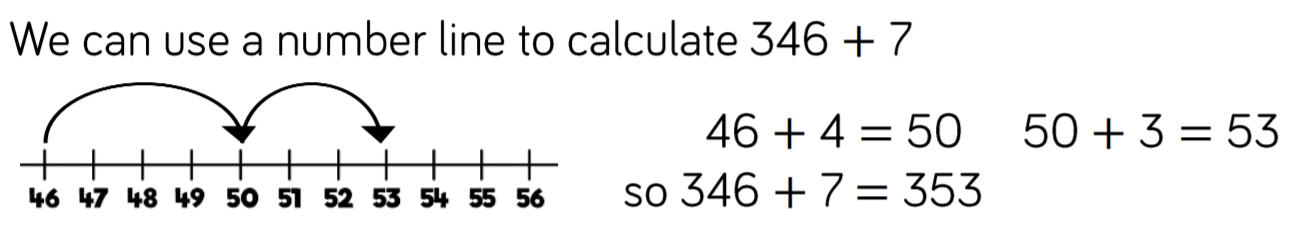 We can use a number line to calculate 346 + 7
46 + 4 = 50 50 + 3 = 53
so 346 + 7 = 353
46 47 48 49 50 51 52 53 54 55 56